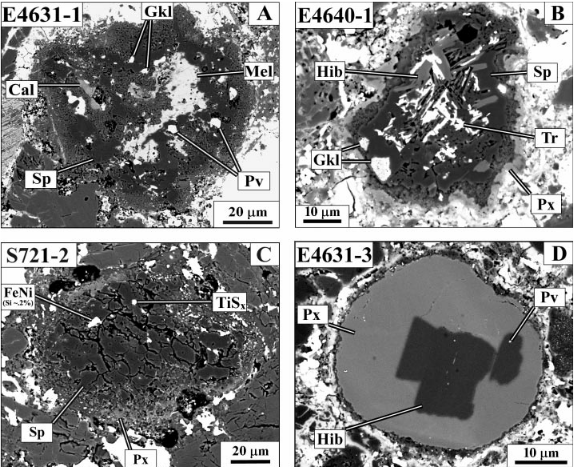 E4631-1
Gkl
A
Mel
Cal
Sp
Pv
20 µm
E4640-1
B
Hib
Sp
Tr
Gkl
Px
10 µm
S721-2
C
FeNi
(Si ~.2%)
TiSx
Sp
Px
20 µm
E4631-3
D
Px
Pv
Hib
10 µm